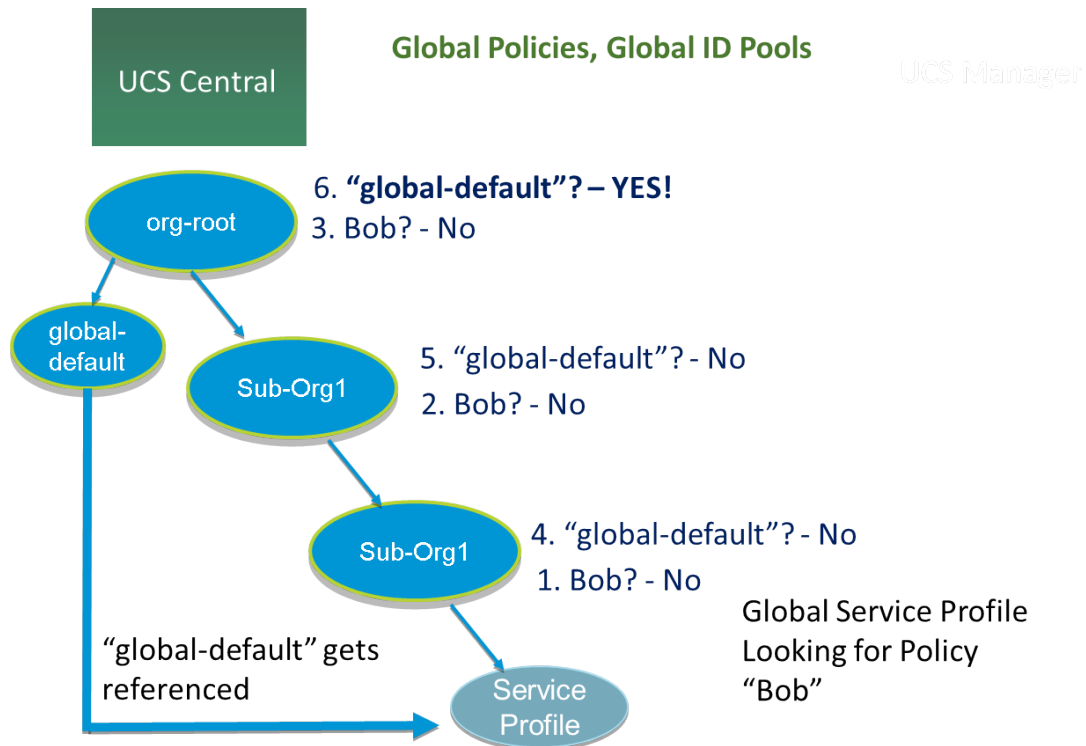 Global Policies, Global ID Pools
UCS Central
UCS Manager
6. “global-default”? – YES!
org-root
3. Bob? - No
global-
default
5. “global-default”? - No
Sub-Org1
2. Bob? - No
4. “global-default”? - No
Sub-Org1
1. Bob? - No
Global Service Profile
Looking for Policy
“Bob”
“global-default” gets
referenced
Service
Profile